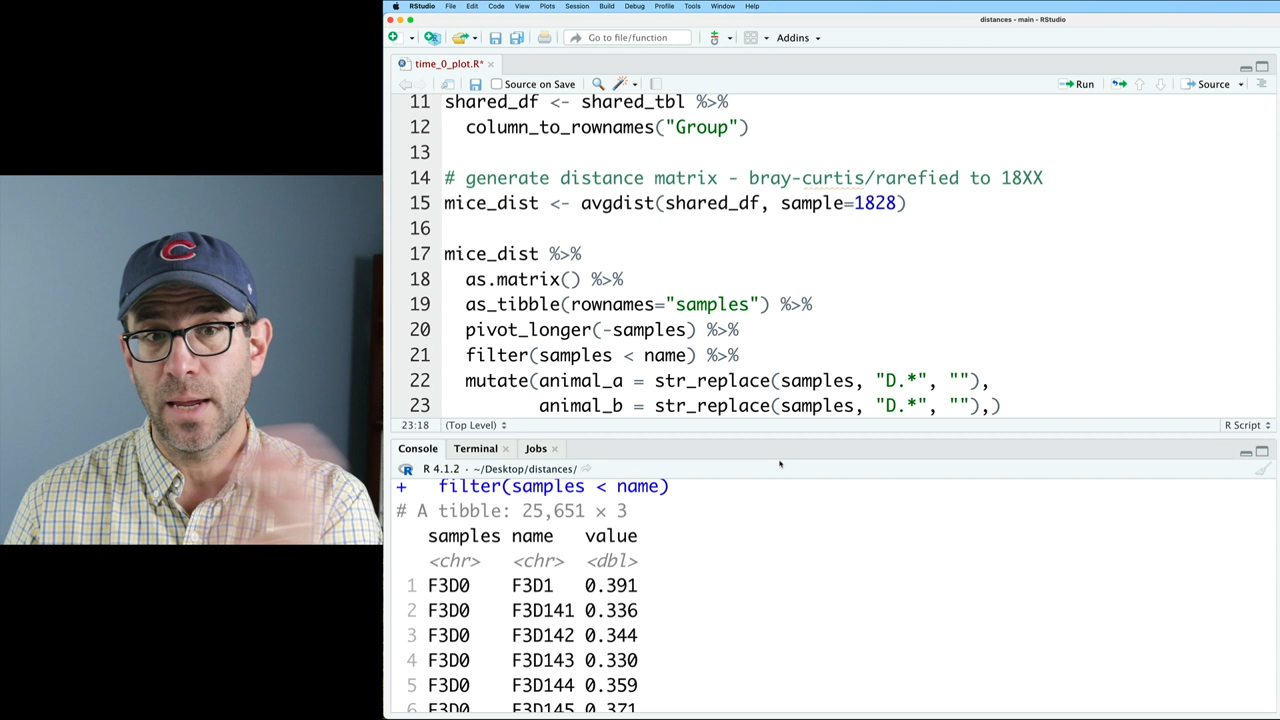 RStudio File Edit Code View Plots Session Build Debug Profile Tools Window Help
distances - main - RStudio
Go to file/function Addins
time_0_plot.R*
Source on Save Run Source
11 shared_df <- shared_tbl %>%
12 column_to_rownames("Group")
13
14 # generate distance matrix - bray-curtis/rarefied to 18XX
15 mice_dist <- avgdist(shared_df, sample=1828)
16
17 mice_dist %>%
18 as.matrix() %>%
19 as_tibble(rownames="samples") %>%
20 pivot_longer(-samples) %>%
21 filter(samples < name) %>%
22 mutate(animal_a = str_replace(samples, "D.*", ""),
23 animal_b = str_replace(samples, "D.*", ""),)
23:18 (Top Level) R Script
Console Terminal Jobs
R 4.1.2 · ~/Desktop/distances/
+ filter(samples < name)
# A tibble: 25,651 × 3
samples name value
<chr> <chr> <dbl>
1 F3D0 F3D1 0.391
2 F3D0 F3D141 0.336
3 F3D0 F3D142 0.344
4 F3D0 F3D143 0.330
5 F3D0 F3D144 0.359
6 F3D0 F3D145 0.371
C